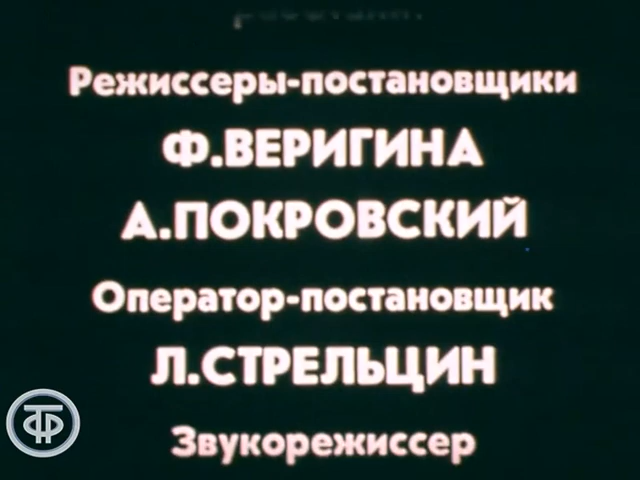 Режиссеры-постановщики
Ф.ВЕРИГИНА
А.ПОКРОВСКИЙ
Оператор-постановщик
Л.СТРЕЛЬЦИН
Звукорежиссер